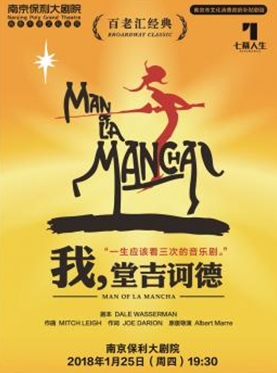 南京保利大剧院
Nanjing Poly Grand Theatre
百老汇经典
BROADWAY CLASSIC
七幕人生
MAN
OF
LA
MANCHA
“一生应该看三次的音乐剧。”
我,堂吉诃德
MAN OF LA MANCHA
剧本 DALE WASSERMAN
作曲 MITCH LEIGH 作词 JOE DARION 原版导演 Albert Marre
南京保利大剧院
2018年1月25日(周四) 19:30